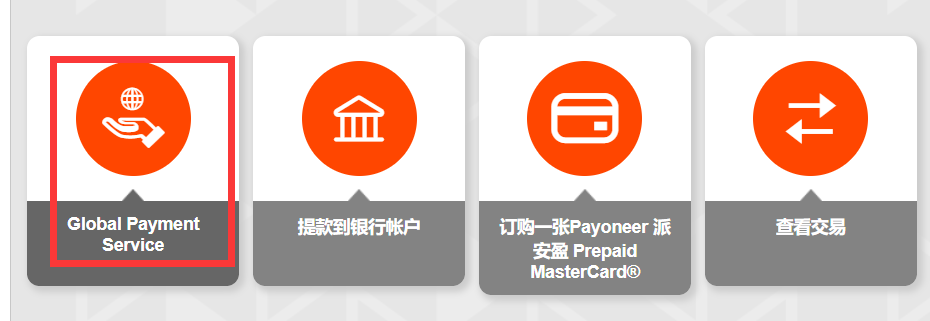 Global Payment
Service
提款到银行帐户
订购一张Payoneer 派
安盈 Prepaid
MasterCard®
查看交易